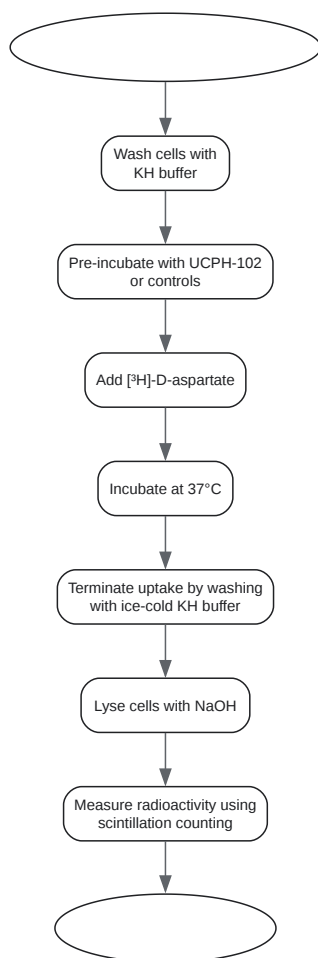 Wash cells with
KH buffer
Pre-incubate with UCPH-102
or controls
Add [³H]-D-aspartate
Incubate at 37°C
Terminate uptake by washing
with ice-cold KH buffer
Lyse cells with NaOH
Measure radioactivity using
scintillation counting